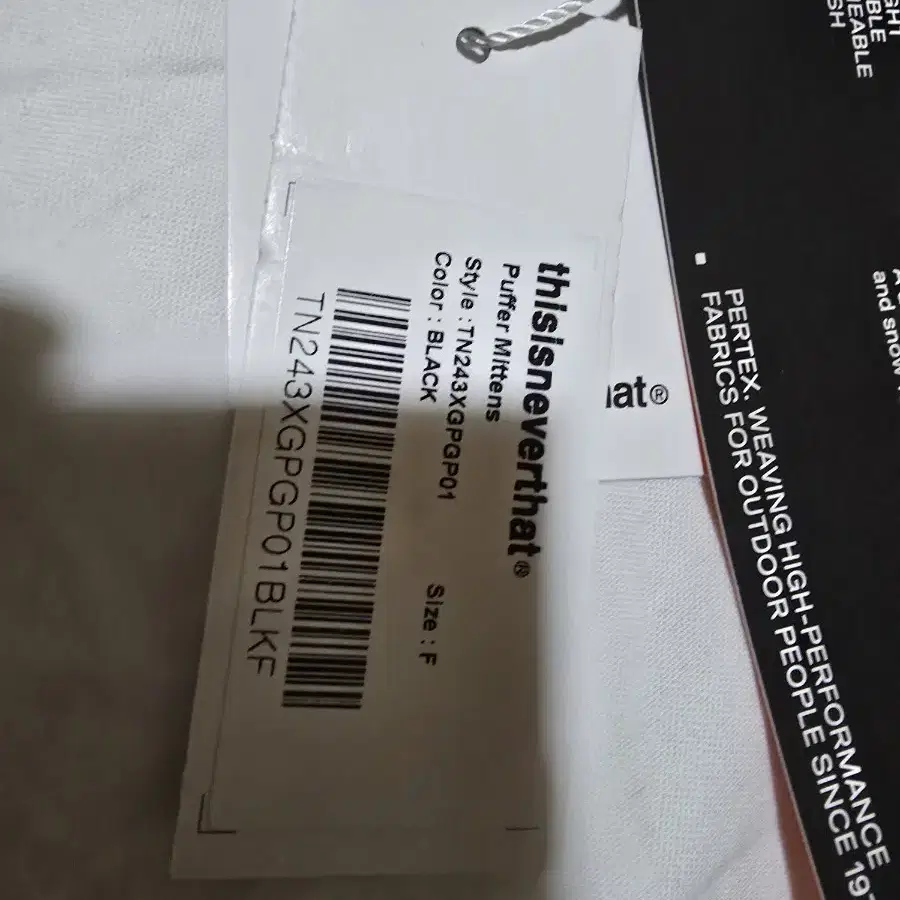 thisisneverthat®
Puffer Mittens
Style : TN243XGPGP01
Color : BLACK Size : F
TN243XGPGP01BLKF
at®
PERTEX. WEAVING HIGH-PERFORMANCE
FABRICS FOR OUTDOOR PEOPLE SINCE
and snow